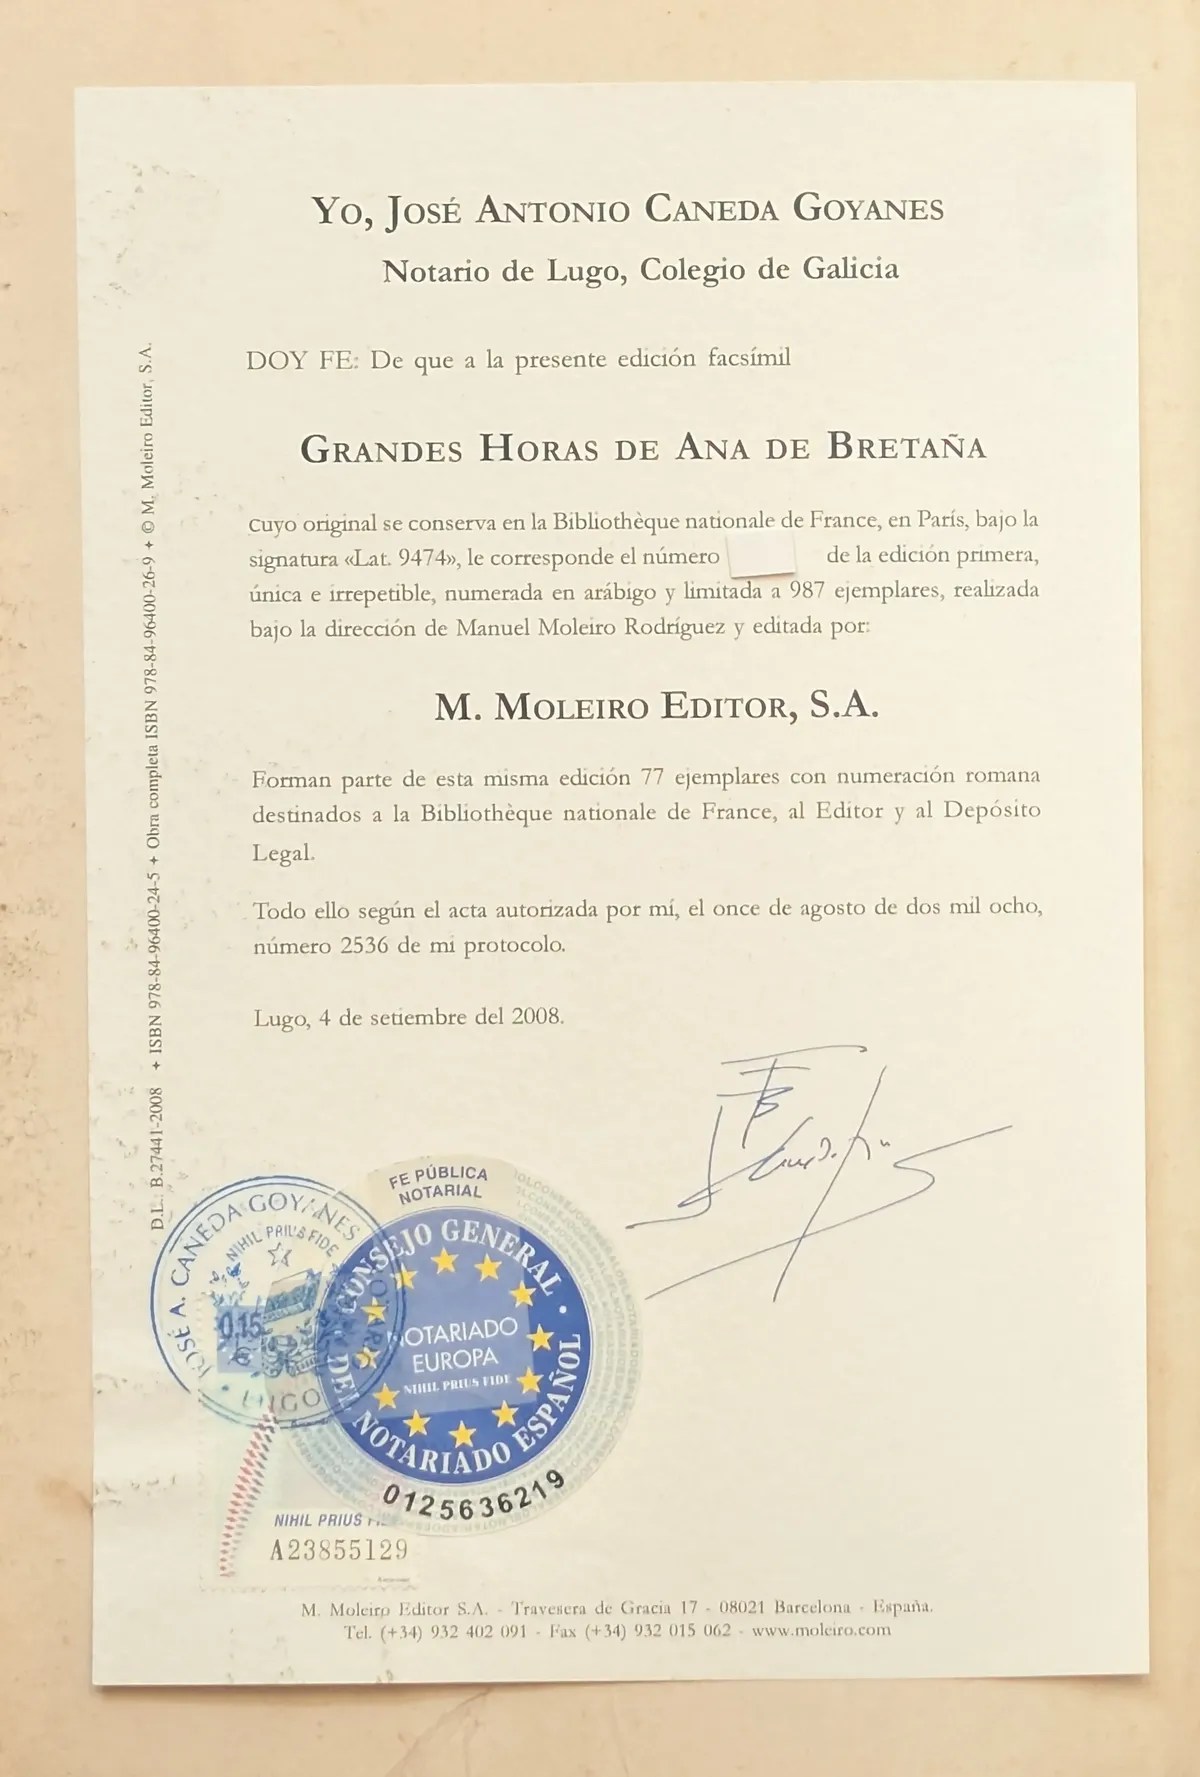 YO, JOSÉ ANTONIO CANEDA GOYANES
Notario de Lugo, Colegio de Galicia
DOY FE: De que a la presente edición facsímil
GRANDES HORAS DE ANA DE BRETAÑA
cuyo original se conserva en la Bibliothèque nationale de France, en París, bajo la
signatura «Lat. 9474», le corresponde el número de la edición primera,
única e irrepetible, numerada en arábigo y limitada a 987 ejemplares, realizada
bajo la dirección de Manuel Moleiro Rodríguez y editada por:
M. MOLEIRO EDITOR, S.A.
Forman parte de esta misma edición 77 ejemplares con numeración romana
destinados a la Bibliothèque nationale de France, al Editor y al Depósito
Legal.
Todo ello según el acta autorizada por mí, el once de agosto de dos mil ocho,
número 2536 de mi protocolo.
Lugo, 4 de setiembre del 2008.
D.L.: B.27441-2008 + ISBN 978-84-96400-24-5 + Obra completa ISBN 978-84-96400-26-9 + © M. Moleiro Editor, S.A.
JOSÉ A. CANEDA GOYANES
NIHIL PRIUS FIDE
NOTARIO
LUGO
0,15
€
FE PÚBLICA
NOTARIAL
CONSEJO GENERAL
DEL NOTARIADO ESPAÑOL
NOTARIADO
EUROPA
NIHIL PRIUS FIDE
0125636219
NIHIL PRIUS
A23855129
M. Moleiro Editor S.A. - Travesera de Gracia 17 - 08021 Barcelona - España.
Tel. (+34) 932 402 091 - Fax (+34) 932 015 062 - www.moleiro.com